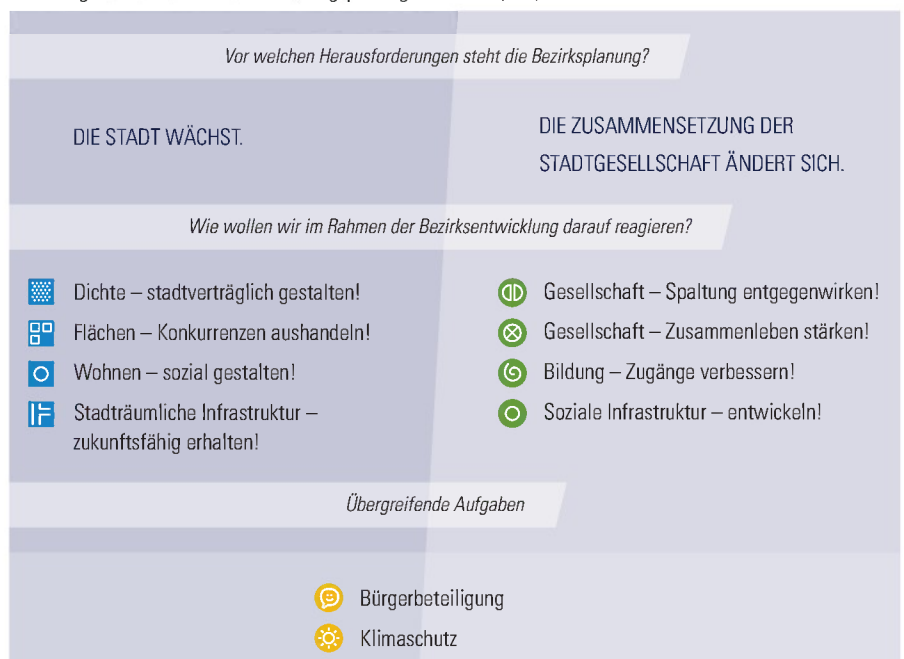 Vor welchen Herausforderungen steht die Bezirksplanung?
DIE STADT WÄCHST.
DIE ZUSAMMENSETZUNG DER
STADTGESELLSCHAFT ÄNDERT SICH.
Wie wollen wir im Rahmen der Bezirksentwicklung darauf reagieren?
Dichte – stadtverträglich gestalten!
Flächen – Konkurrenzen aushandeln!
Wohnen – sozial gestalten!
Stadträumliche Infrastruktur –
zukunftsfähig erhalten!
Gesellschaft – Spaltung entgegenwirken!
Gesellschaft – Zusammenleben stärken!
Bildung – Zugänge verbessern!
Soziale Infrastruktur – entwickeln!
Übergreifende Aufgaben
Bürgerbeteiligung
Klimaschutz